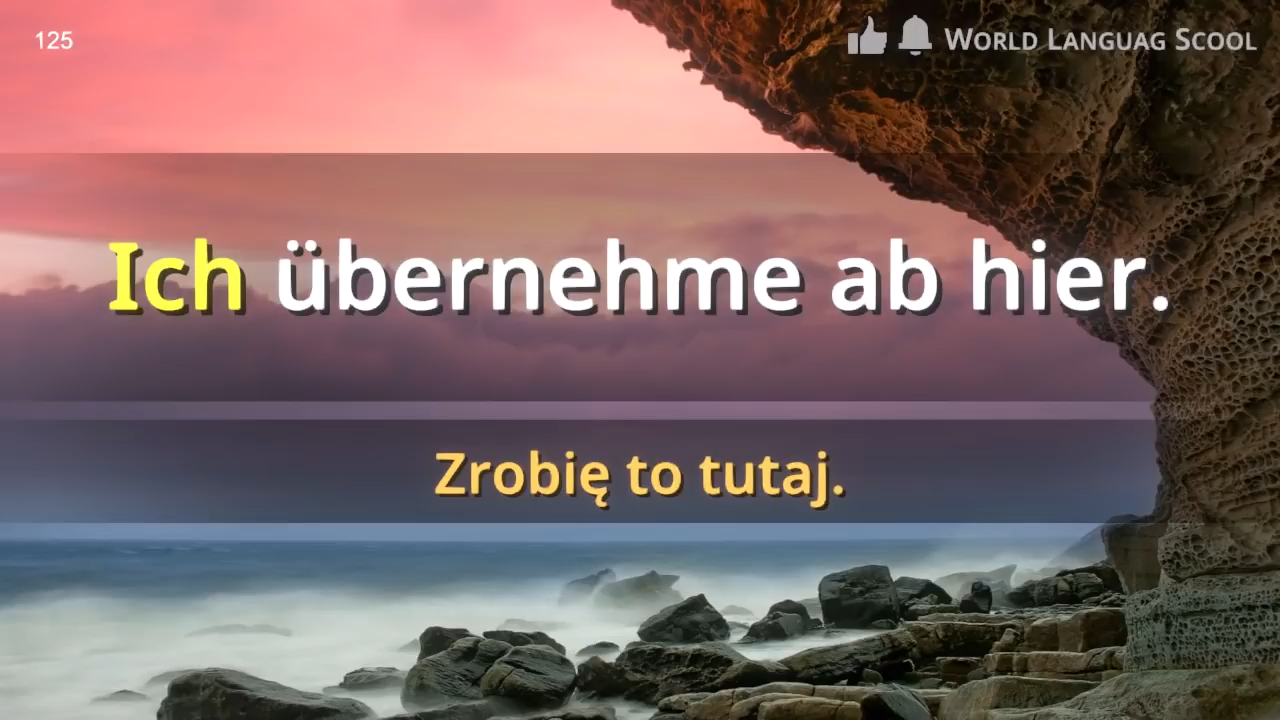 125
WORLD LANGUAG SCOOL
Ich übernehme ab hier.
Zrobię to tutaj.